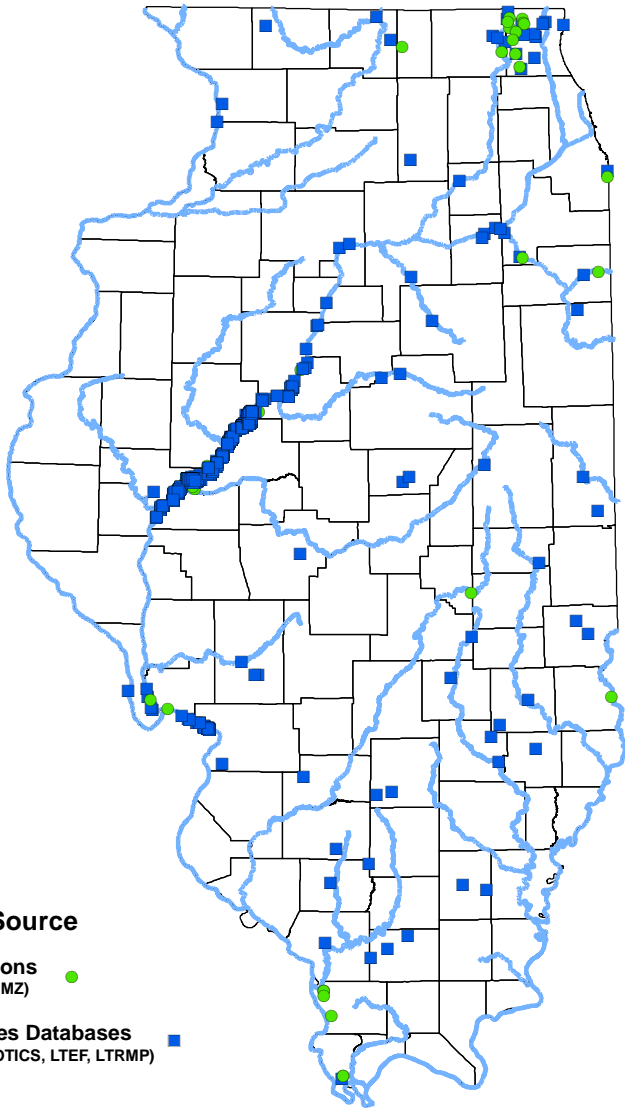 Source
ons
MZ)
es Databases
OTICS, LTEF, LTRMP)